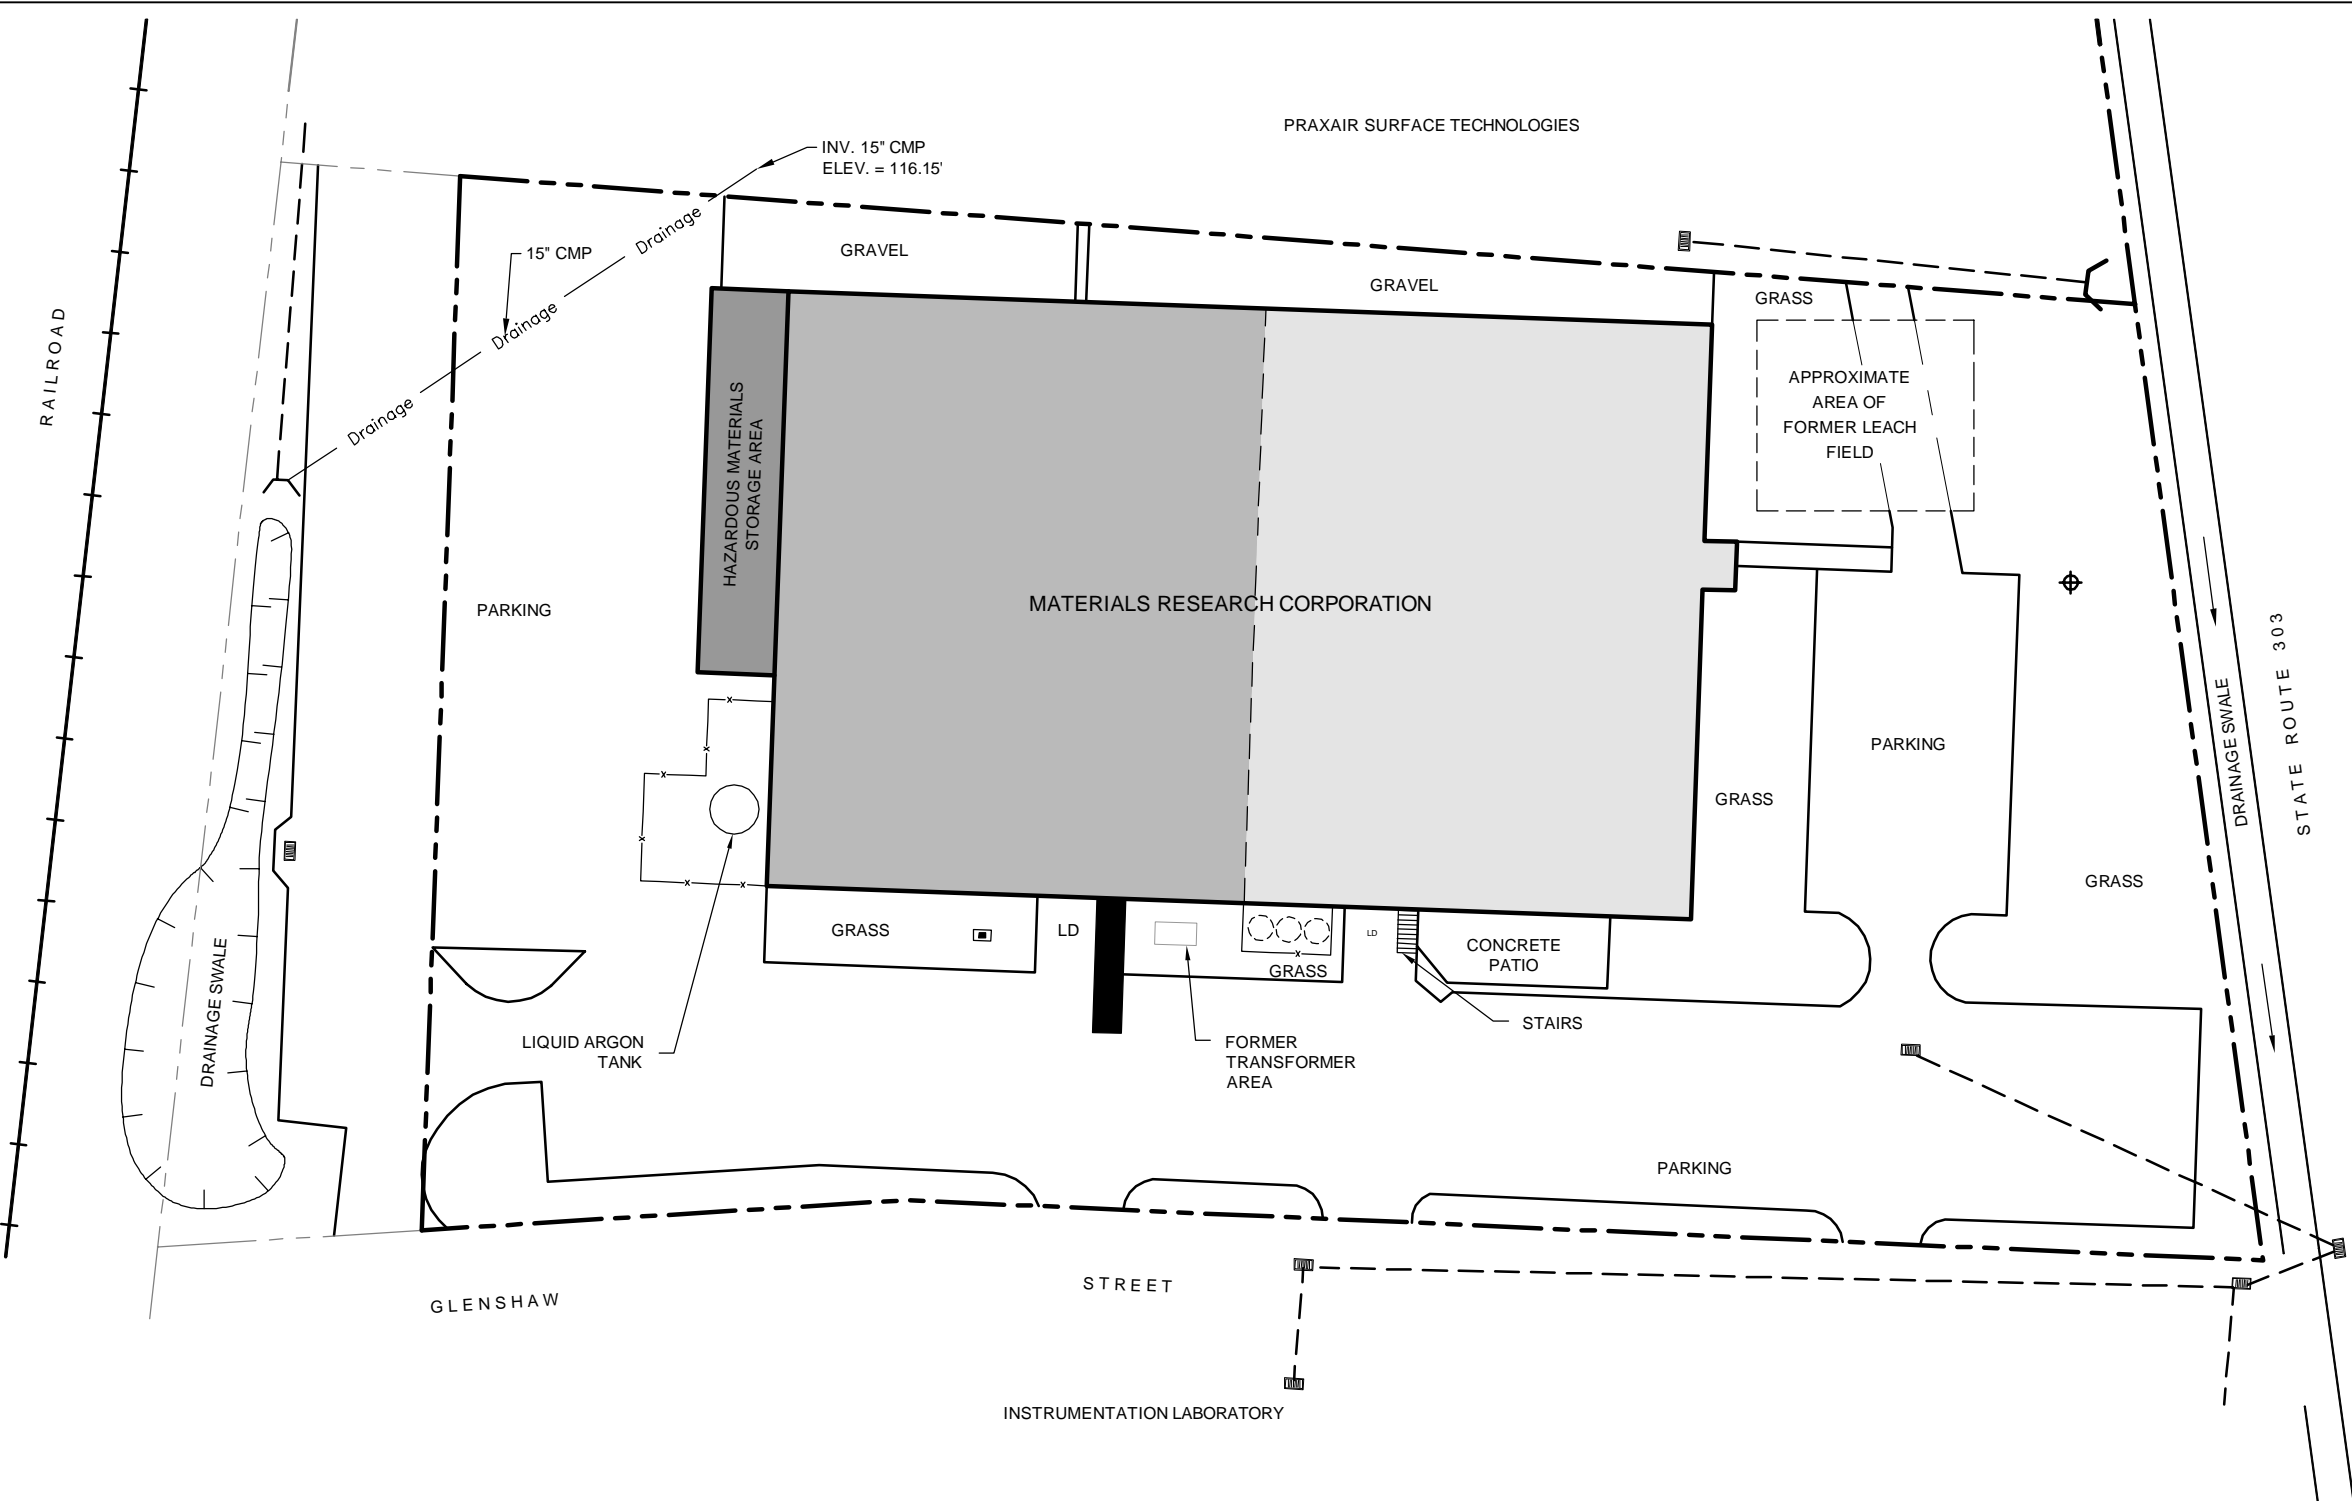 PRAXAIR SURFACE TECHNOLOGIES
INV. 15" CMP
ELEV. = 116.15'
Drainage
15" CMP
Drainage
Drainage
GRAVEL
GRAVEL
GRASS
RAILROAD
HAZARDOUS MATERIALS
STORAGE AREA
APPROXIMATE
AREA OF
FORMER LEACH
FIELD
PARKING
MATERIALS RESEARCH CORPORATION
STATE ROUTE 303
DRAINAGE SWALE
PARKING
GRASS
GRASS
GRASS
LD
LD
CONCRETE
PATIO
GRASS
DRAINAGE SWALE
STAIRS
LIQUID ARGON
TANK
FORMER
TRANSFORMER
AREA
PARKING
GLENSHAW
STREET
INSTRUMENTATION LABORATORY